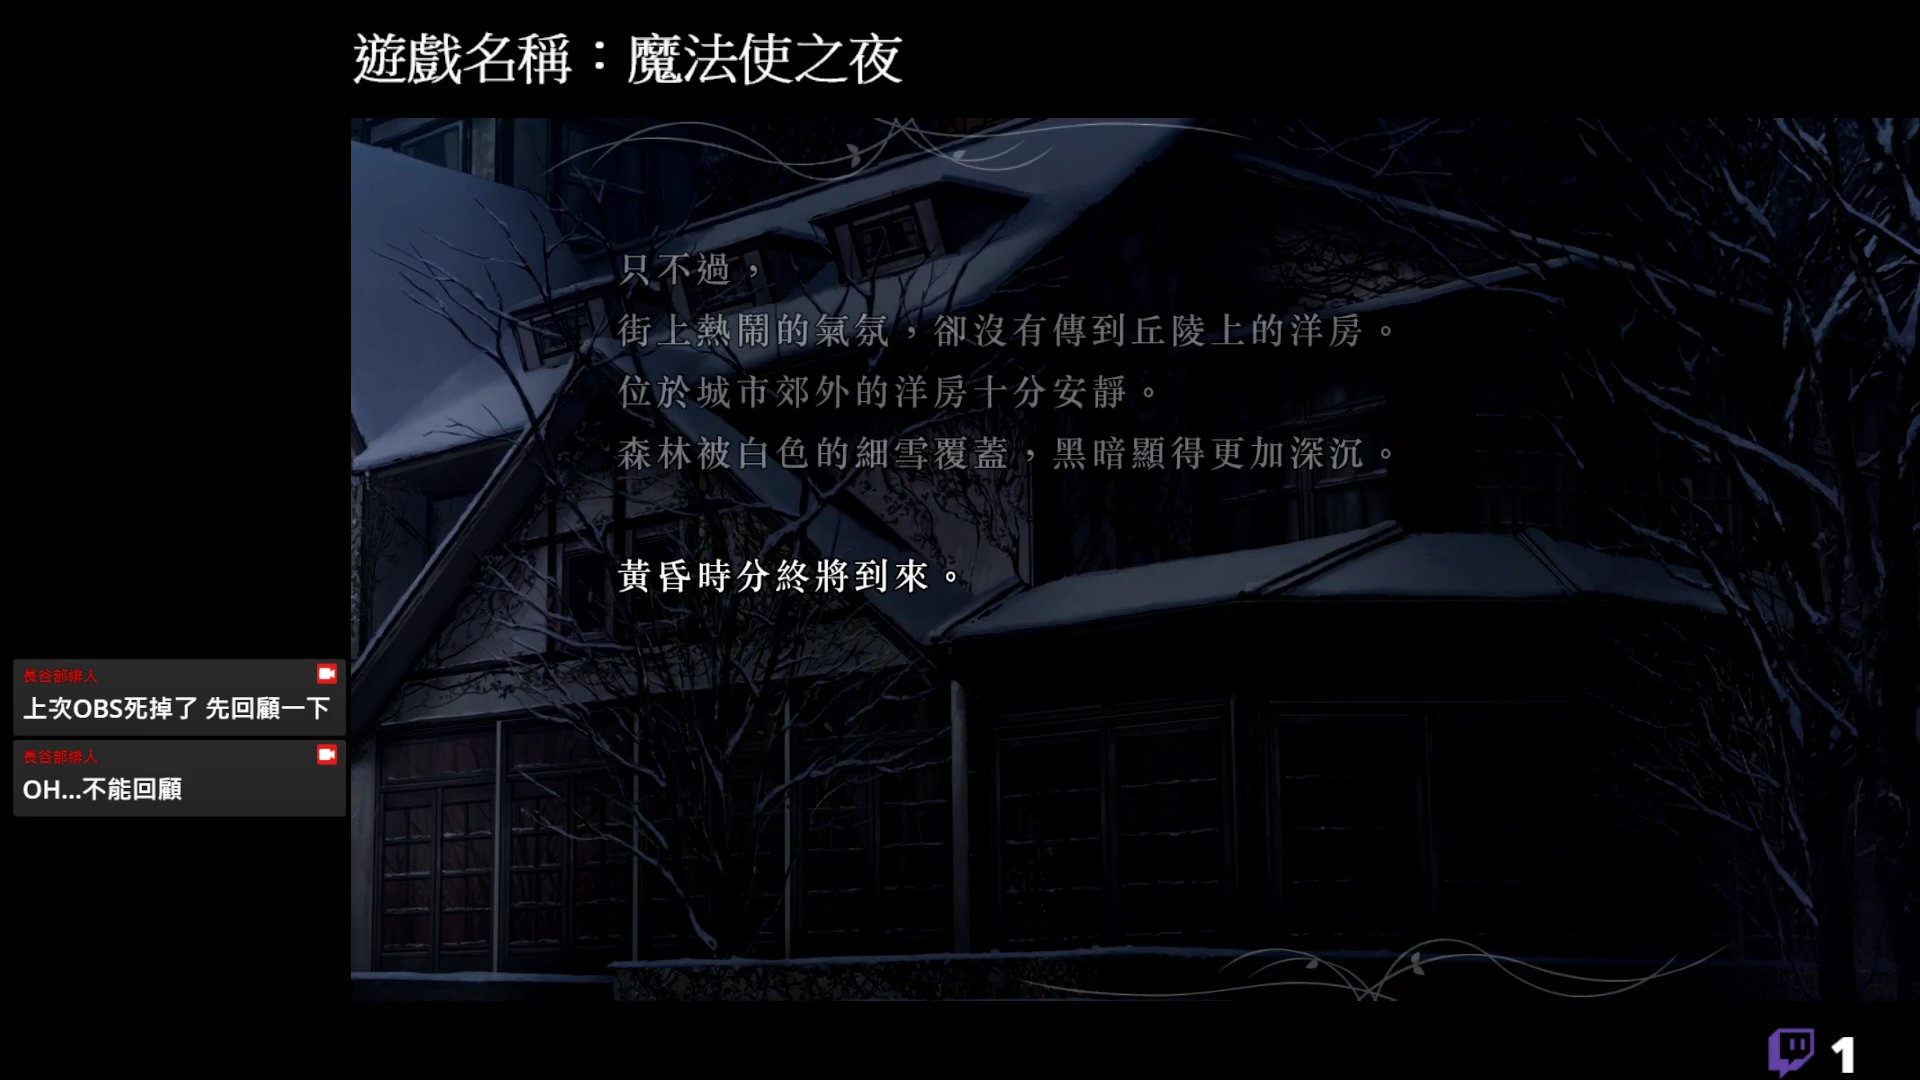 遊戲名稱：魔法使之夜
只不過，
街上熱鬧的氣氛，卻沒有傳到丘陵上的洋房。
位於城市郊外的洋房十分安靜。
森林被白色的細雪覆蓋，黑暗顯得更加深沉。
黃昏時分終將到來。
長谷部緋人
上次OBS死掉了 先回顧一下
長谷部緋人
OH...不能回顧
1